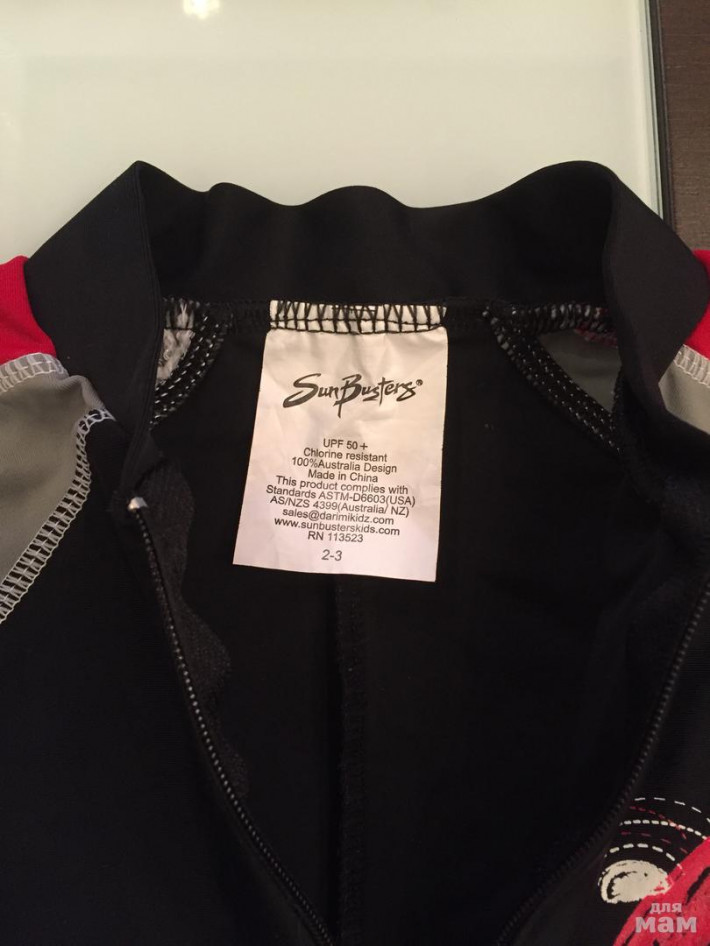 SunBusters®
UPF 50+
Chlorine resistant
100%Australia Design
Made in China
This product complies with
Standards ASTM-D6603(USA)
AS/NZS 4399(Australia/ NZ)
sales@darimikidz.com
www.sunbusterskids.com
RN 113523
2-3
для
мам